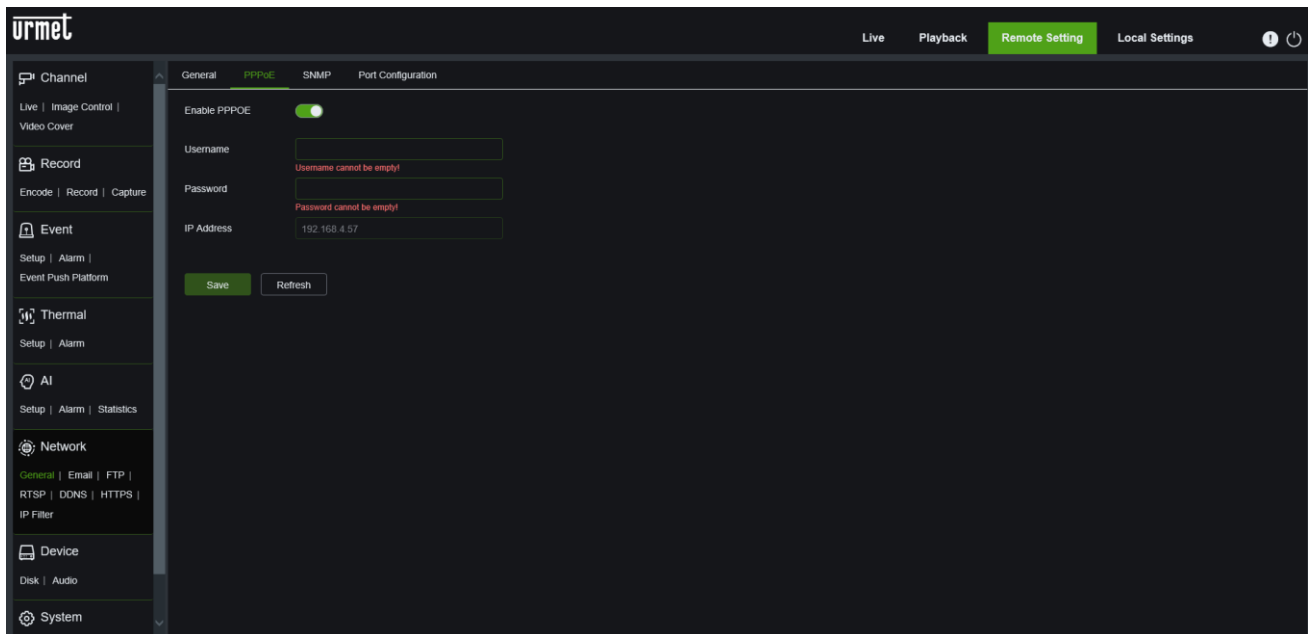 urmet
Live Playback Remote Setting Local Settings
Channel
Live | Image Control |
Video Cover
Record
Encode | Record | Capture
Event
Setup | Alarm |
Event Push Platform
Thermal
Setup | Alarm
AI
Setup | Alarm | Statistics
Network
General | Email | FTP |
RTSP | DDNS | HTTPS |
IP Filter
Device
Disk | Audio
System
General PPPoE SNMP Port Configuration
Enable PPPOE
Username
Username cannot be empty!
Password
Password cannot be empty!
IP Address 192.168.4.57
Save Refresh